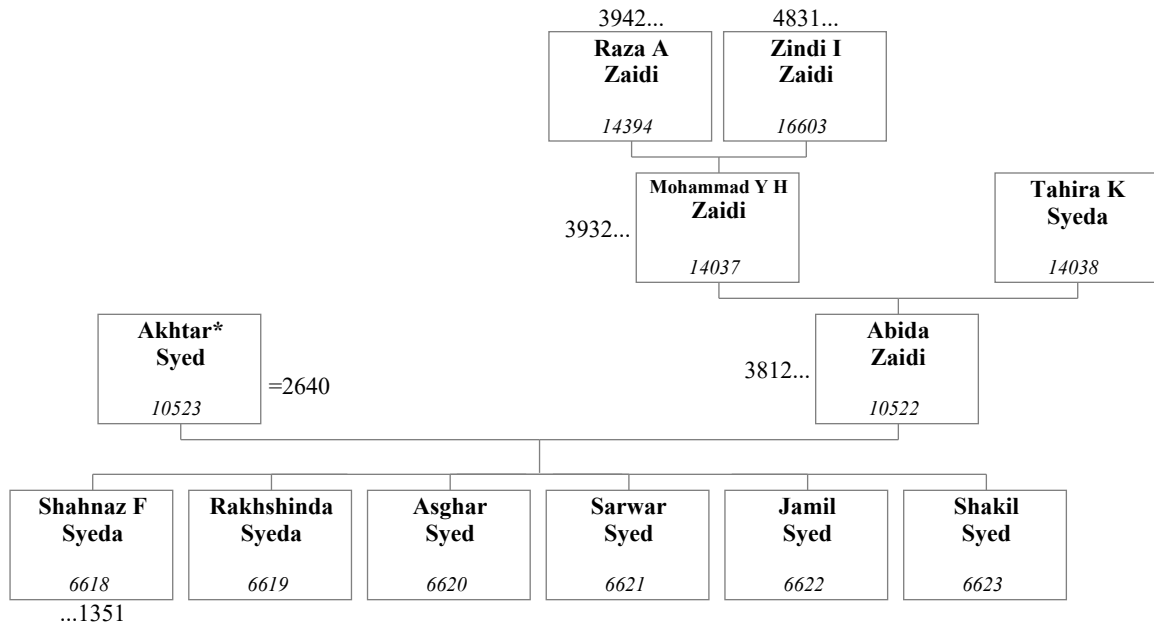 3942...
4831...
Raza A
Zaidi
14394
Zindi I
Zaidi
16603
Mohammad Y H
Zaidi
14037
3932...
Tahira K
Syeda
14038
Akhtar*
Syed
10523
=2640
3812...
Abida
Zaidi
10522
Shahnaz F
Syeda
6618
...1351
Rakhshinda
Syeda
6619
Asghar
Syed
6620
Sarwar
Syed
6621
Jamil
Syed
6622
Shakil
Syed
6623